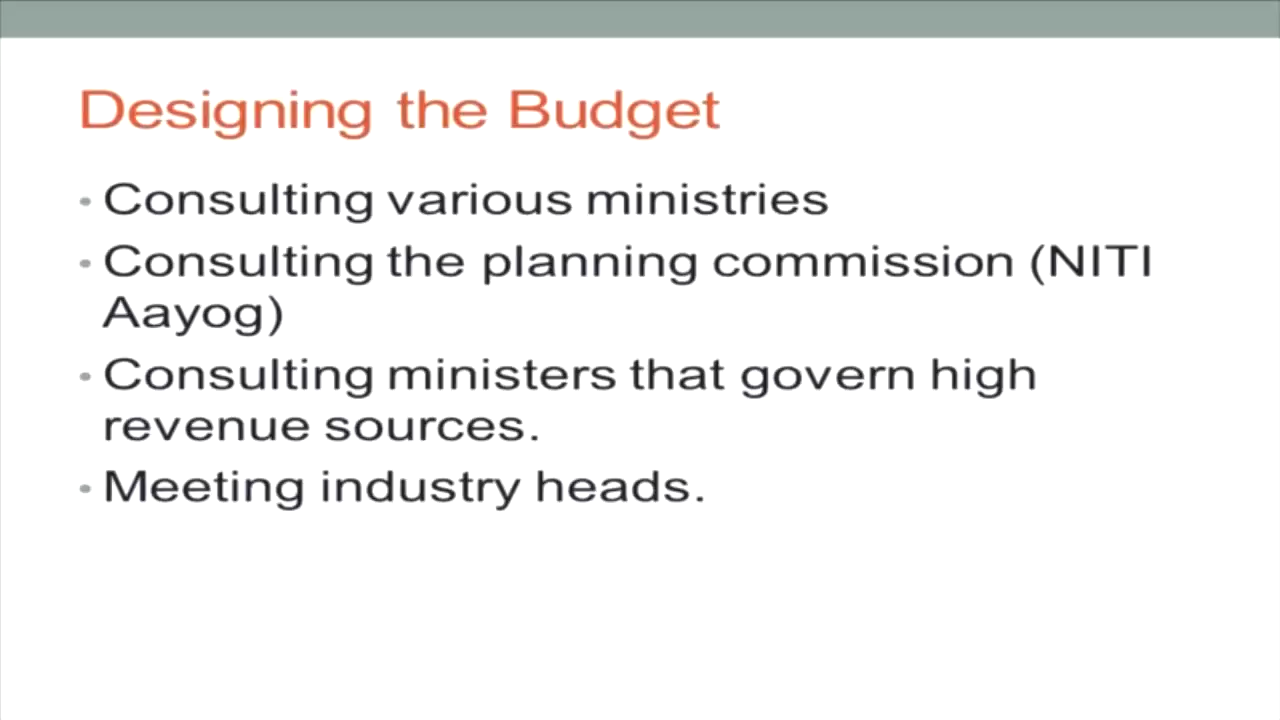 Designing the Budget
• Consulting various ministries
• Consulting the planning commission (NITI
Aayog)
• Consulting ministers that govern high
revenue sources.
• Meeting industry heads.